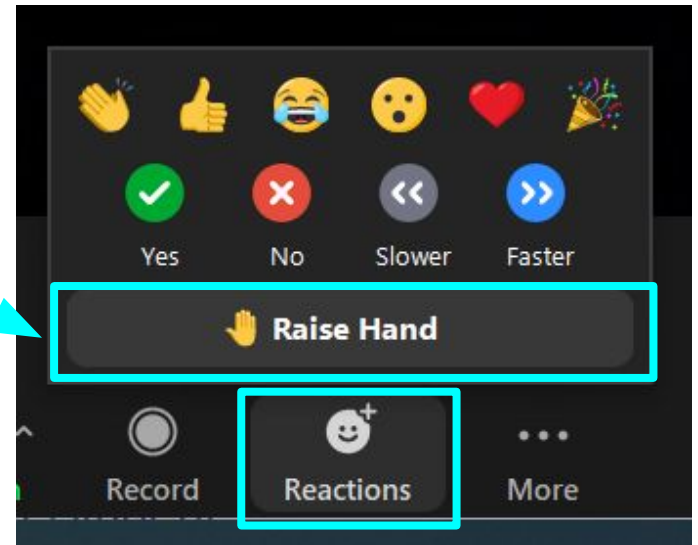 Yes No Slower Faster
Raise Hand
Record Reactions More